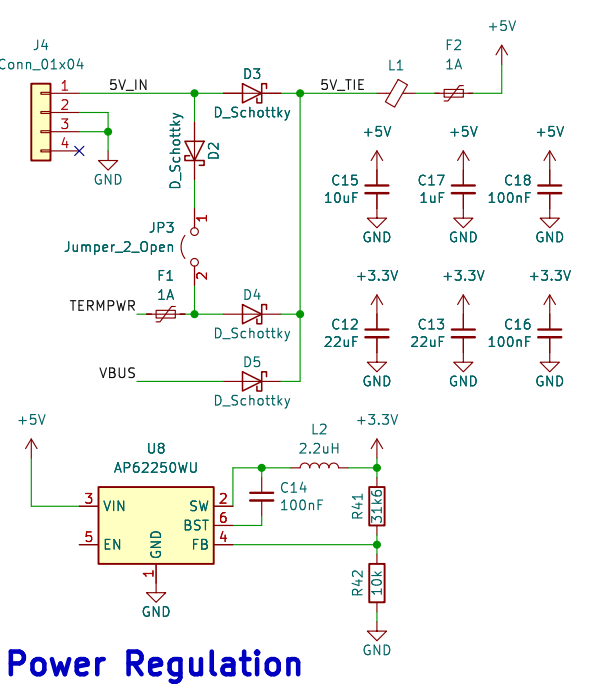 J4
Conn_01x04
1
2
3
4
GND
5V_IN
D3
D_Schottky
5V_TIE
L1
F2
1A
+5V
D_Schottky
D2
JP3
Jumper_2_Open
1
2
F1
1A
TERMPWR
D4
D_Schottky
VBUS
D5
D_Schottky
+5V
C15
10uF
GND
+5V
C17
1uF
GND
+5V
C18
100nF
GND
+3.3V
C12
22uF
GND
+3.3V
C13
22uF
GND
+3.3V
C16
100nF
GND
+5V
U8
AP62250WU
3 VIN
5 EN
GND
1
GND
SW 2
BST 6
FB 4
C14
100nF
L2
2.2uH
+3.3V
R41
31k6
R42
10k
GND
Power Regulation